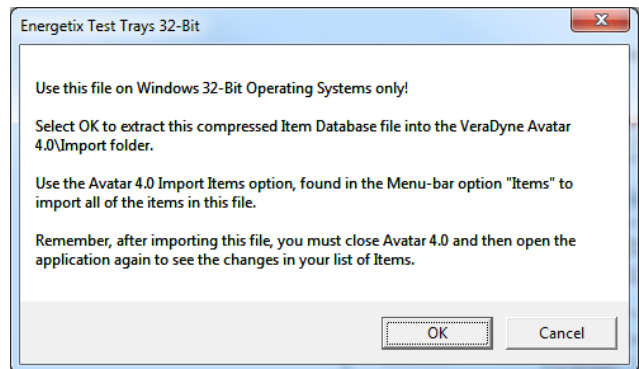 Energetix Test Trays 32-Bit
Use this file on Windows 32-Bit Operating Systems only!
Select OK to extract this compressed Item Database file into the VeraDyne Avatar
4.0\Import folder.
Use the Avatar 4.0 Import Items option, found in the Menu-bar option "Items" to
import all of the items in this file.
Remember, after importing this file, you must close Avatar 4.0 and then open the
application again to see the changes in your list of Items.
OK Cancel